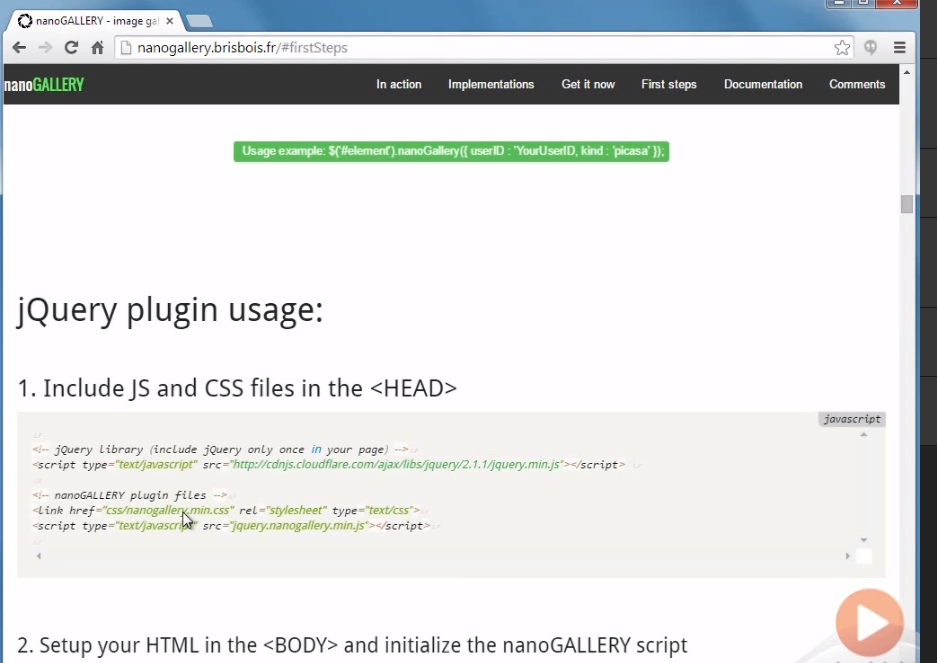 nanoGALLERY - image gal
nanogallery.brisbois.fr/#firstSteps
nanoGALLERY
In action Implementations Get it now First steps Documentation Comments
Usage example: $('#element').nanoGallery({ userID : 'YourUserID, kind : 'picasa' });
jQuery plugin usage:
1. Include JS and CSS files in the <HEAD>
javascript
<!-- jQuery library (include jQuery only once in your page) -->
<script type="text/javascript" src="http://cdnjs.cloudflare.com/ajax/libs/jquery/2.1.1/jquery.min.js"></script>
<!-- nanoGALLERY plugin files -->
<link href="css/nanogallery.min.css" rel="stylesheet" type="text/css">
<script type="text/javascript" src="jquery.nanogallery.min.js"></script>
2. Setup your HTML in the <BODY> and initialize the nanoGALLERY script